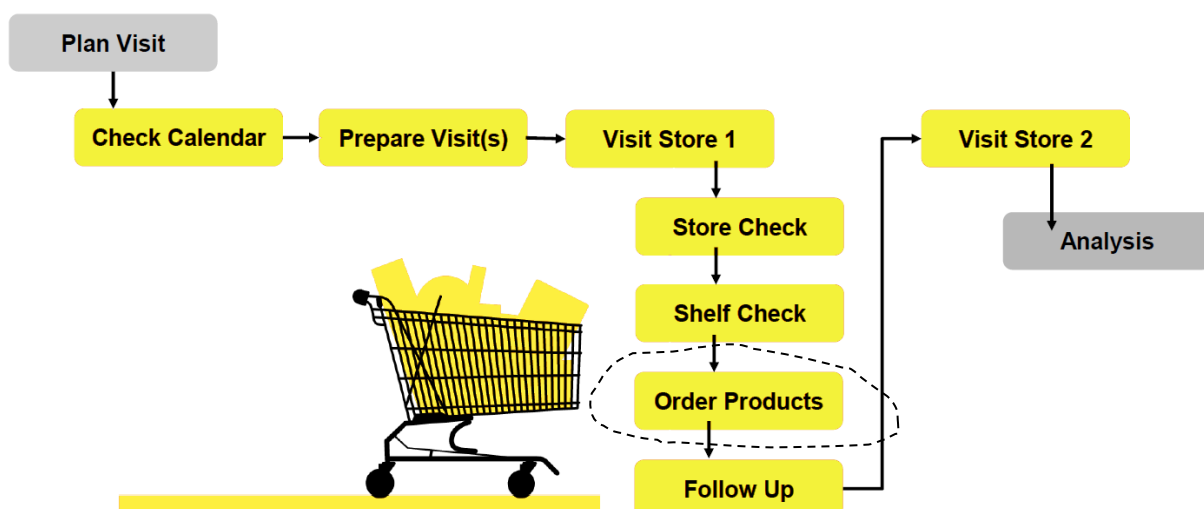 Plan Visit
Check Calendar
Prepare Visit(s)
Visit Store 1
Visit Store 2
Store Check
Analysis
Shelf Check
Order Products
Follow Up